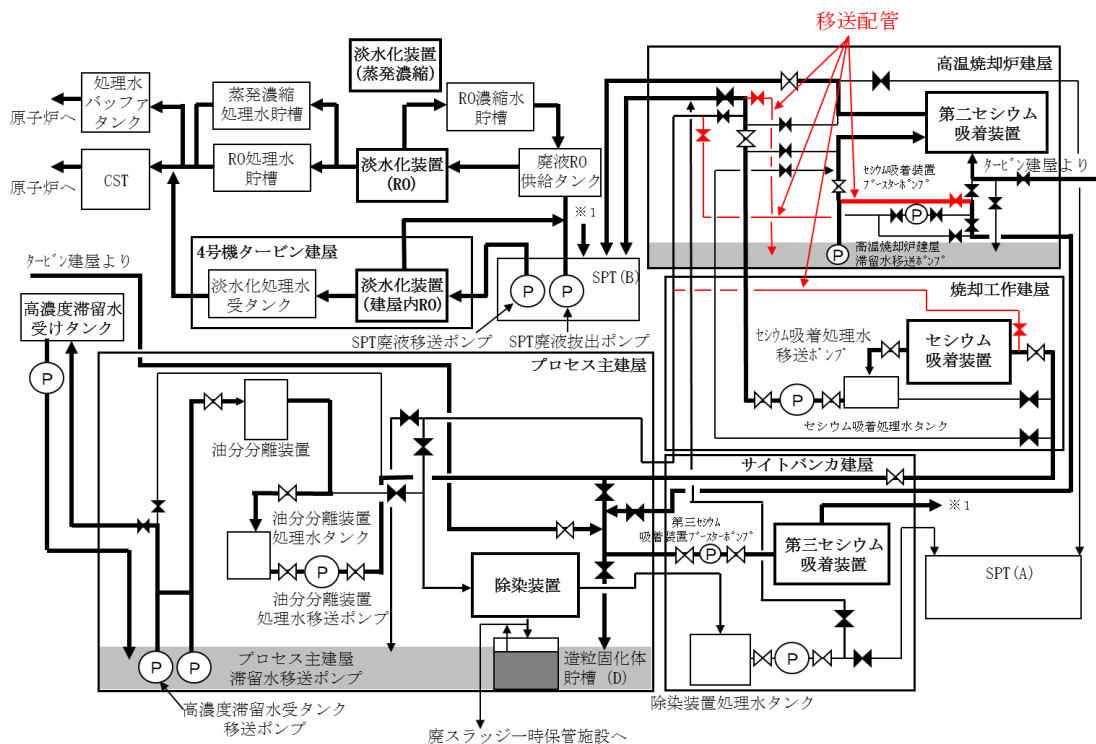 移送配管
処理水
バッファ
タンク
原子炉へ
CST
原子炉へ
蒸発濃縮
処理水貯槽
RO処理水
貯槽
淡水化装置
(蒸発濃縮)
淡水化装置
(RO)
RO濃縮水
貯槽
廃液RO
供給タンク
※1
高温焼却炉建屋
第二セシウム
吸着装置
セシウム吸着装置
ブースターポンプ
タービン建屋より
P
P
高温焼却炉建屋
滞留水移送ポンプ
4号機タービン建屋
淡水化処理水
受タンク
淡水化装置
(建屋内RO)
P
P
SPT(B)
SPT廃液移送ポンプ
SPT廃液抜出ポンプ
焼却工作建屋
セシウム吸着処理水
移送ポンプ
セシウム
吸着装置
P
セシウム吸着処理水タンク
タービン建屋より
高濃度滞留水
受けタンク
P
プロセス主建屋
油分分離装置
油分分離装置
処理水タンク
P
油分分離装置
処理水移送ポンプ
除染装置
P
P
プロセス主建屋
滞留水移送ポンプ
造粒固化体
貯槽(D)
高濃度滞留水受タンク
移送ポンプ
廃スラッジ一時保管施設へ
サイトバンカ建屋
第三セシウム
吸着装置ブースターポンプ
P
第三セシウム
吸着装置
※1
P
除染装置処理水タンク
SPT(A)